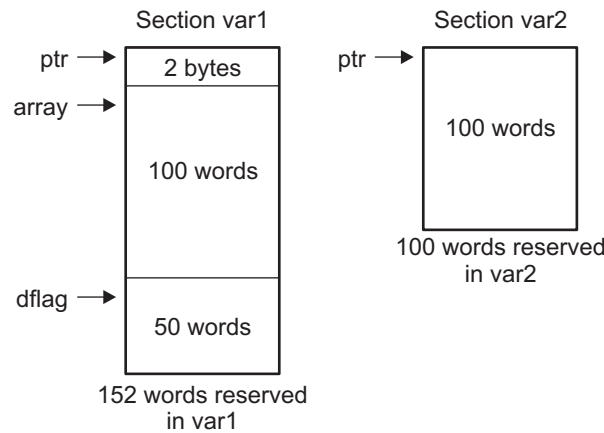 Section var1
ptr
2 bytes
array
100 words
dflag
50 words
152 words reserved
in var1
Section var2
ptr
100 words
100 words reserved
in var2